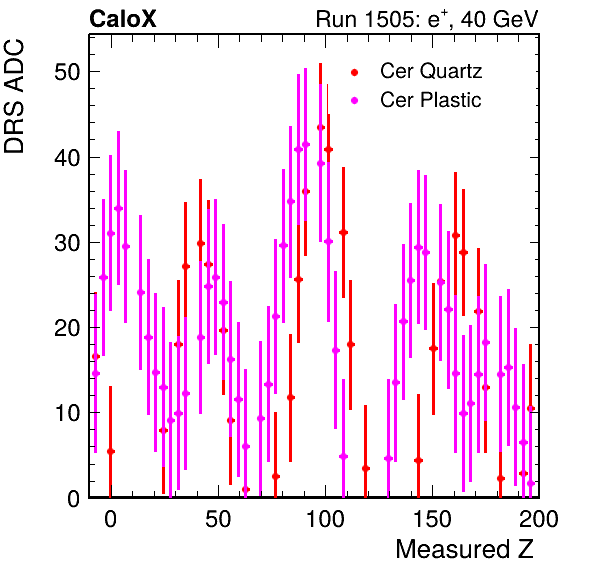 CaloX Run 1505: e⁺, 40 GeV
DRS ADC
Cer Quartz
Cer Plastic
50
40
30
20
10
0
0 50 100 150 200
Measured Z